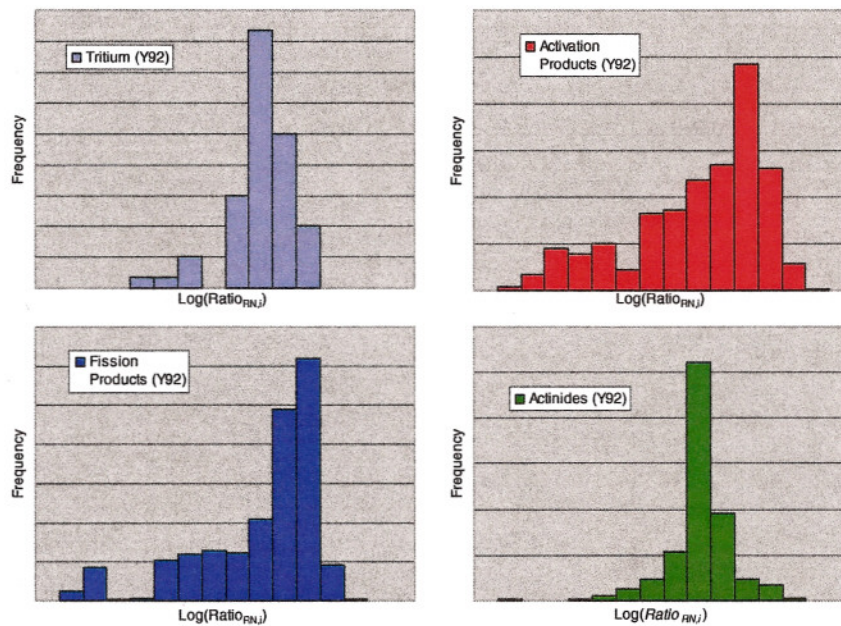 Tritium (Y92)
Frequency
Log(Ratio_RN,i)
Activation
Products (Y92)
Frequency
Log(Ratio_RN,i)
Fission
Products (Y92)
Frequency
Log(Ratio_RN,i)
Actinides (Y92)
Frequency
Log(Ratio_RN,i)